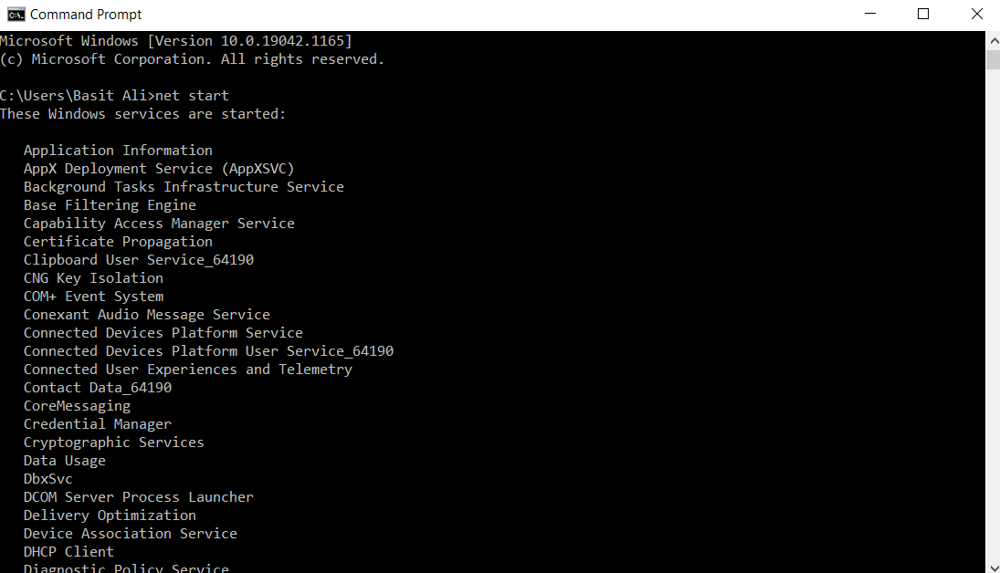 Command Prompt
Microsoft Windows [Version 10.0.19042.1165]
(c) Microsoft Corporation. All rights reserved.
C:\Users\Basit Ali>net start
These Windows services are started:
Application Information
AppX Deployment Service (AppXSVC)
Background Tasks Infrastructure Service
Base Filtering Engine
Capability Access Manager Service
Certificate Propagation
Clipboard User Service_64190
CNG Key Isolation
COM+ Event System
Conexant Audio Message Service
Connected Devices Platform Service
Connected Devices Platform User Service_64190
Connected User Experiences and Telemetry
Contact Data_64190
CoreMessaging
Credential Manager
Cryptographic Services
Data Usage
DbxSvc
DCOM Server Process Launcher
Delivery Optimization
Device Association Service
DHCP Client
Diagnostic Policy Service